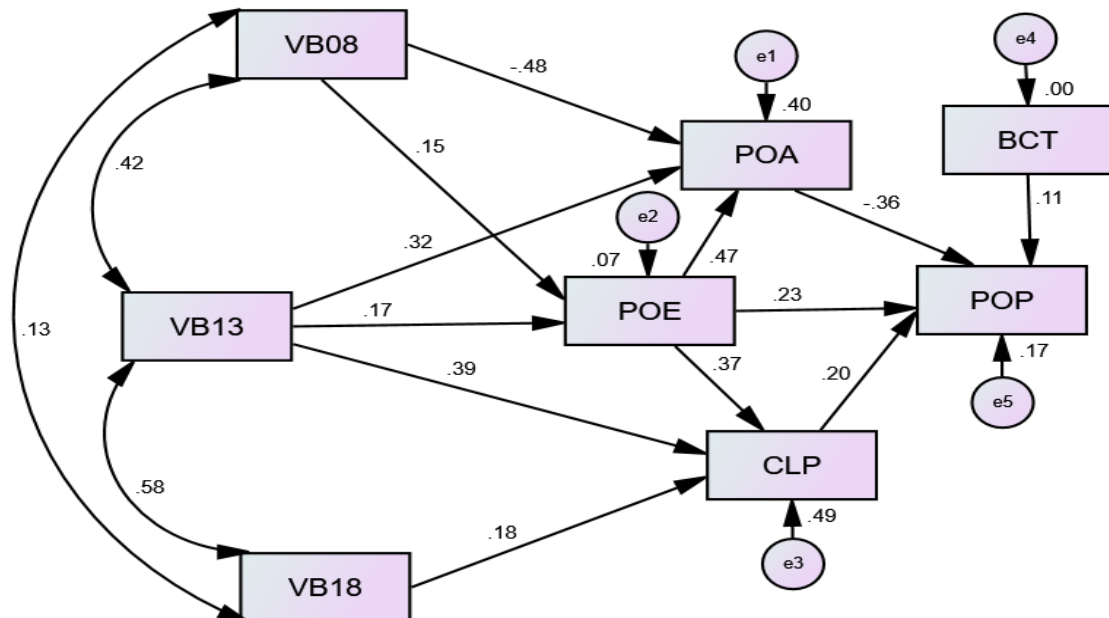 VB08
e1
e4
-.48
.40
.00
POA
BCT
.42
.15
e2
-.36
.11
.32
.07
.47
VB13
.17
POE
.23
POP
.13
.39
.37
.20
.17
e5
CLP
.58
.18
.49
VB18
e3